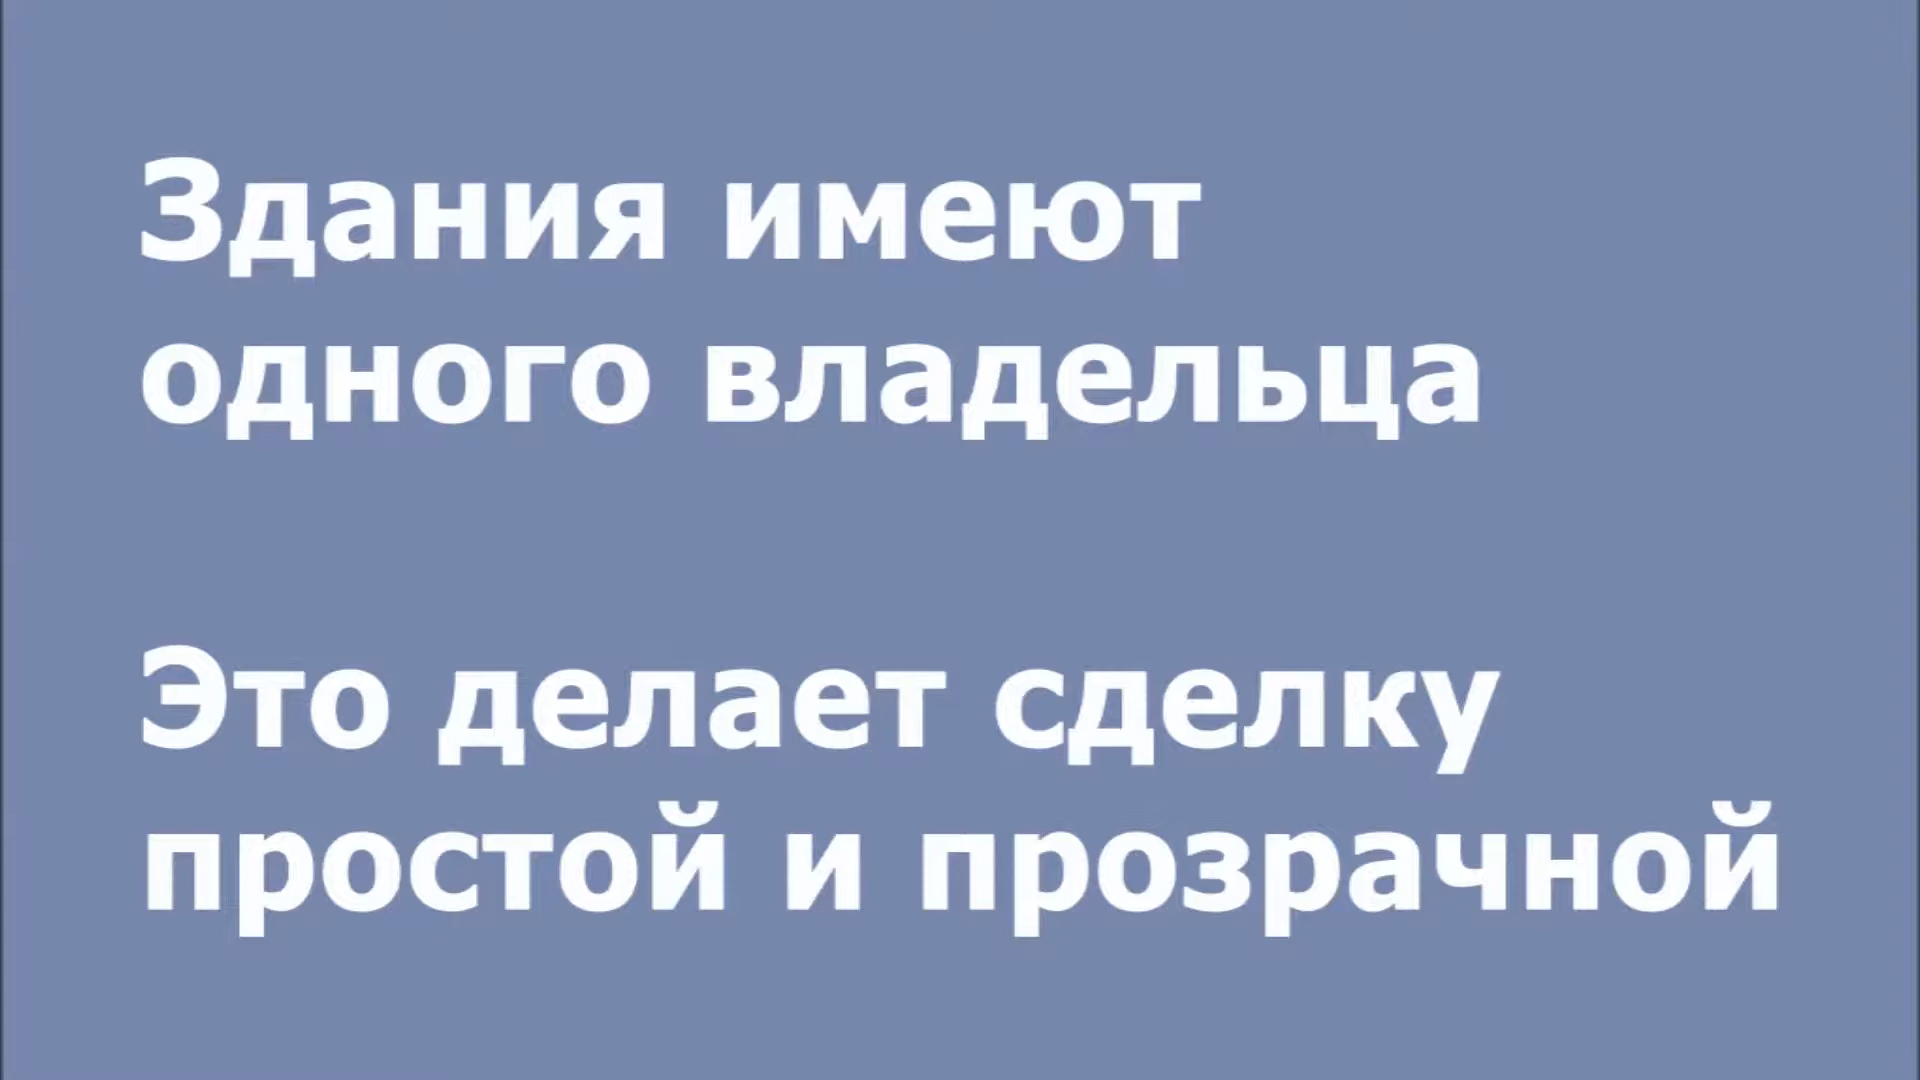 Здания имеют
одного владельца
Это делает сделку
простой и прозрачной